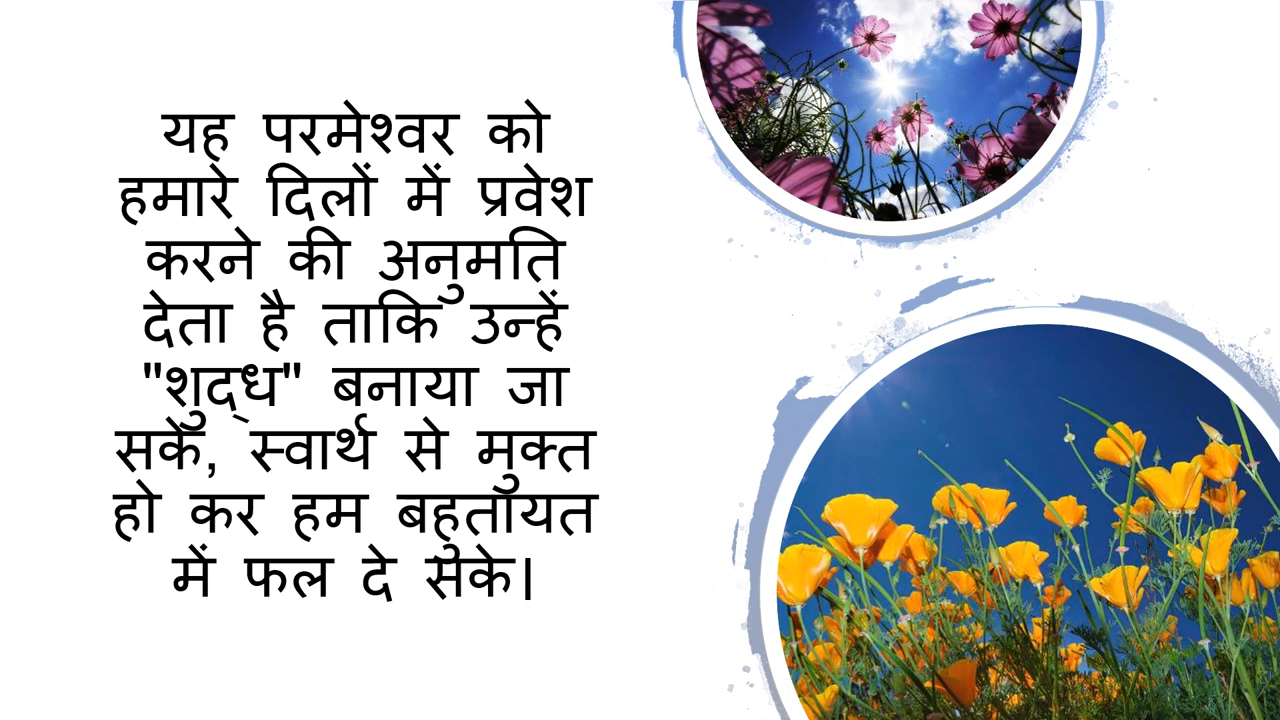 यह परमेश्वर को
हमारे दिलों में प्रवेश
करने की अनुमति
देता है ताकि उन्हें
"शुद्ध" बनाया जा
सके, स्वार्थ से मुक्त
हो कर हम बहुतायत
में फल दे सके।